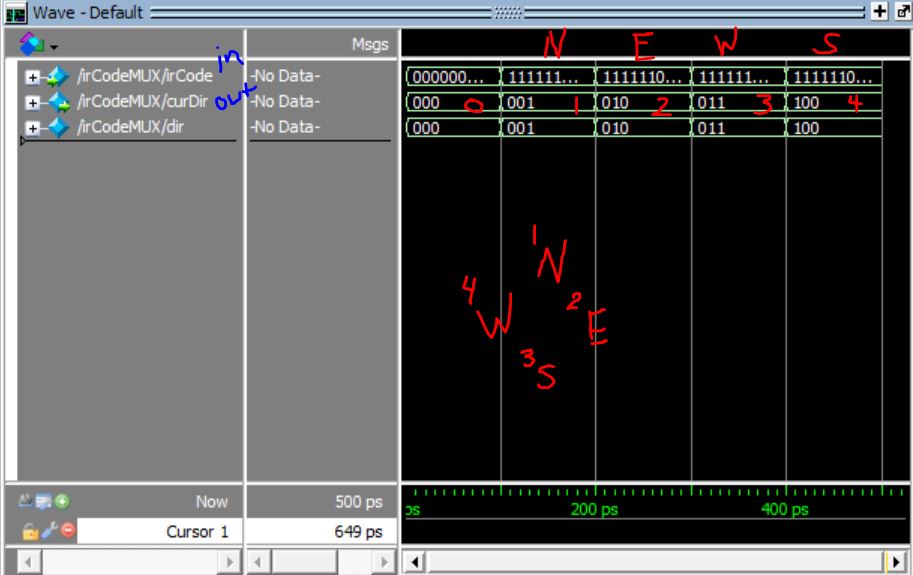 Wave - Default
Msgs
N E W S
/irCodeMUX/irCode in -No Data- 000000... 111111... 1111110... 111111... 1111110...
/irCodeMUX/curDir out -No Data- 000 0 001 1 010 2 011 3 100 4
/irCodeMUX/dir -No Data- 000 001 010 011 100
1 N
4 W 2 E
3 S
Now 500 ps ps 200 ps 400 ps
Cursor 1 649 ps